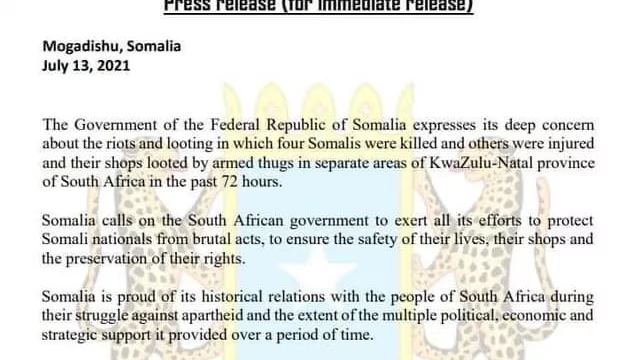 Press release (for immediate release)
Mogadishu, Somalia
July 13, 2021
The Government of the Federal Republic of Somalia expresses its deep concern
about the riots and looting in which four Somalis were killed and others were injured
and their shops looted by armed thugs in separate areas of KwaZulu-Natal province
of South Africa in the past 72 hours.
Somalia calls on the South African government to exert all its efforts to protect
Somali nationals from brutal acts, to ensure the safety of their lives, their shops and
the preservation of their rights.
Somalia is proud of its historical relations with the people of South Africa during
their struggle against apartheid and the extent of the multiple political, economic and
strategic support it provided over a period of time.